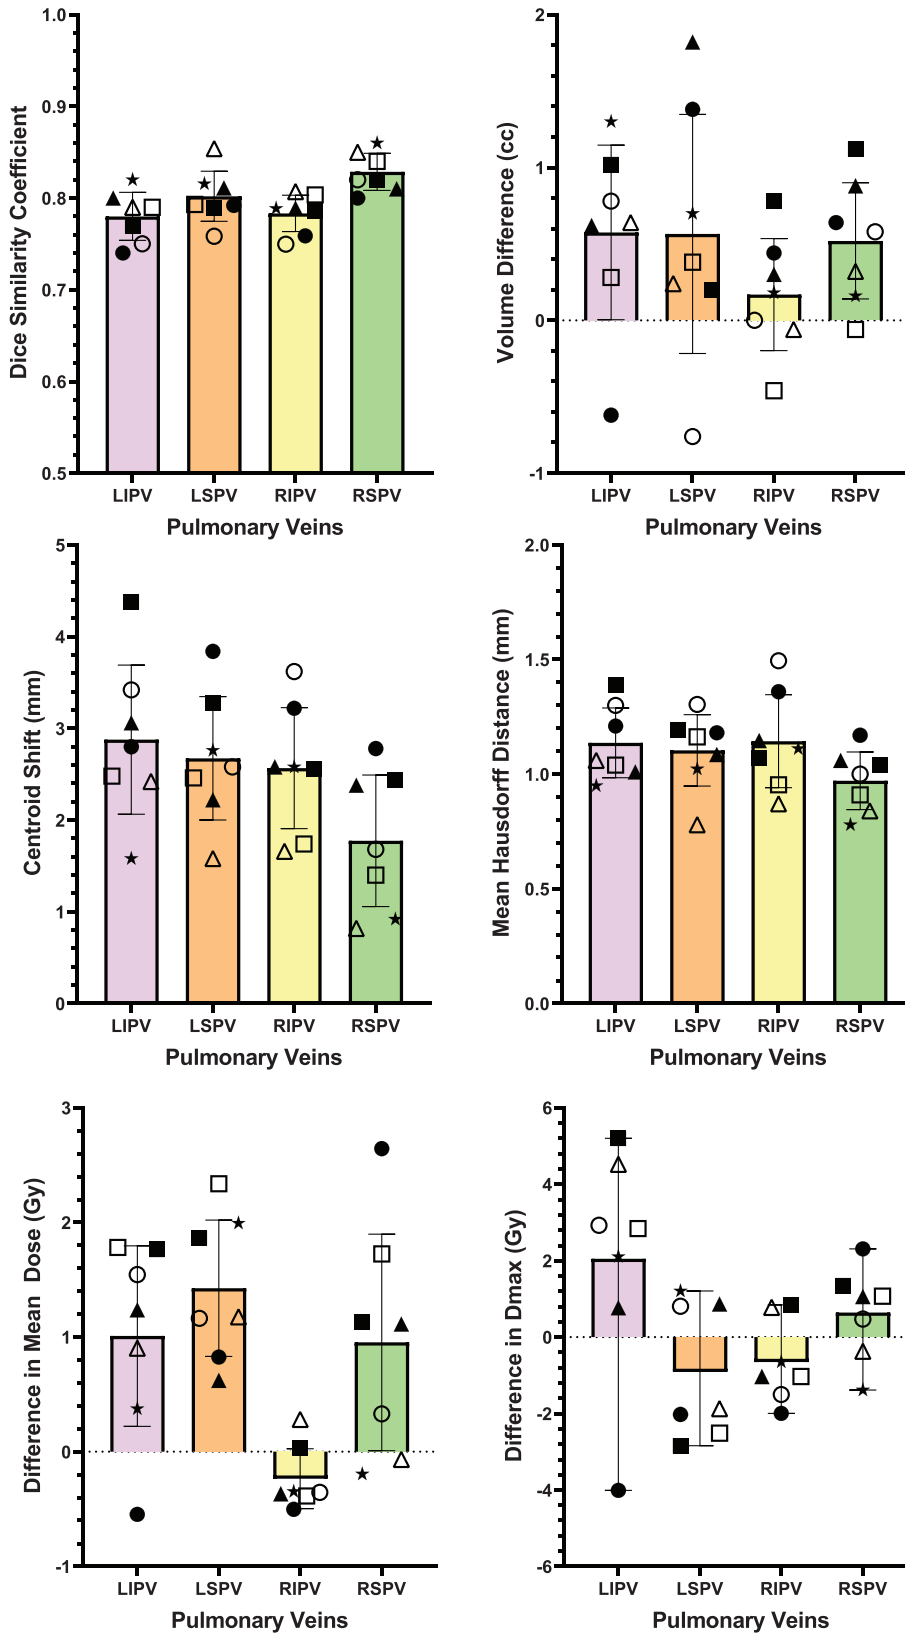 Dice Similarity Coefficient
1.0
0.9
0.8
0.7
0.6
0.5
LIPV LSPV RIPV RSPV
Pulmonary Veins
Volume Difference (cc)
2
1
0
-1
LIPV LSPV RIPV RSPV
Pulmonary Veins
Centroid Shift (mm)
5
4
3
2
1
0
LIPV LSPV RIPV RSPV
Pulmonary Veins
Mean Hausdorff Distance (mm)
2.0
1.5
1.0
0.5
0.0
LIPV LSPV RIPV RSPV
Pulmonary Veins
Difference in Mean Dose (Gy)
3
2
1
0
-1
LIPV LSPV RIPV RSPV
Pulmonary Veins
Difference in Dmax (Gy)
6
4
2
0
-2
-4
-6
LIPV LSPV RIPV RSPV
Pulmonary Veins